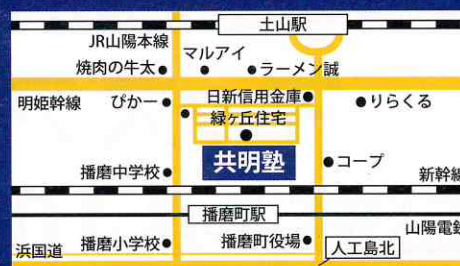 土山駅
JR山陽本線
マルアイ
焼肉の牛太
ラーメン誠
明姫幹線
ぴかー
日新信用金庫
りらくる
緑ヶ丘住宅
共明塾
コープ
播磨中学校
新幹線
播磨町駅
山陽電鉄
浜国道
播磨小学校
播磨町役場
人工島北